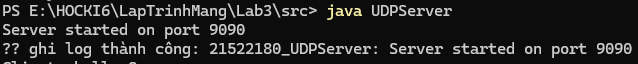 PS E:\HOCKI6\LapTrinhMang\Lab3\src> java UDPServer
Server started on port 9090
?? ghi log thành công: 21522180_UDPServer: Server started on port 9090